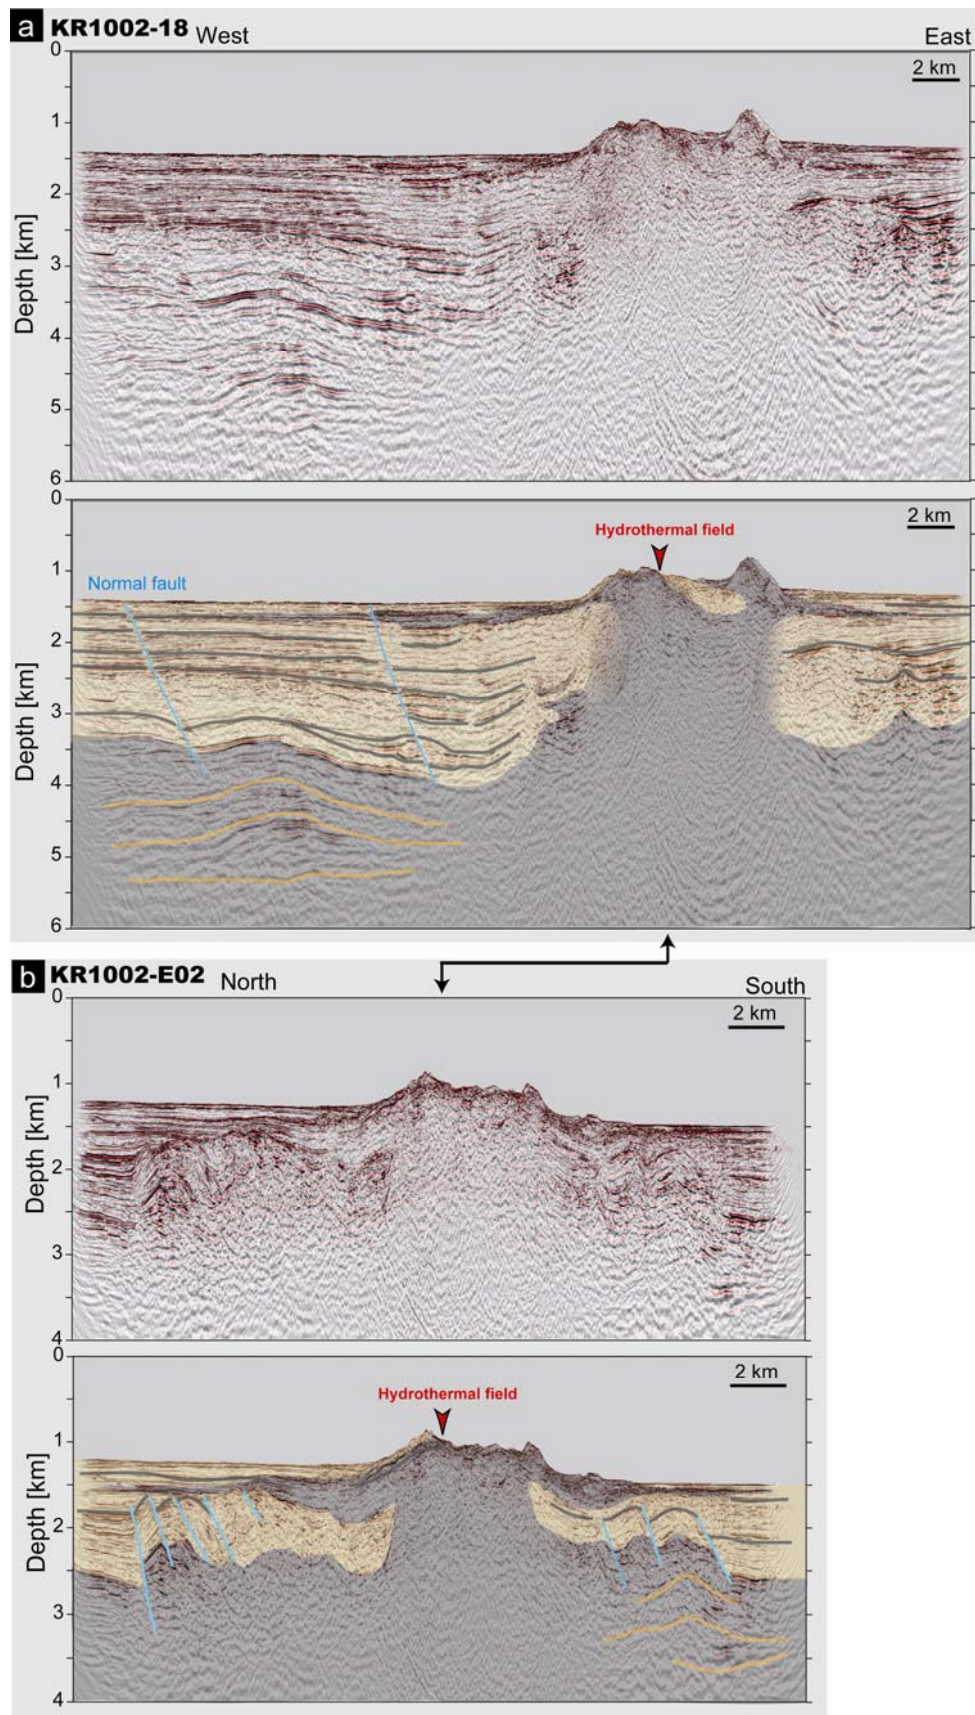 a KR1002-18 West East
2 km
0
1
2
3
4
5
6
Depth [km]
0
1
2
3
4
5
6
Depth [km]
2 km
Hydrothermal field
Normal fault
b KR1002-E02 North South
2 km
0
1
2
3
4
Depth [km]
0
1
2
3
4
Depth [km]
2 km
Hydrothermal field